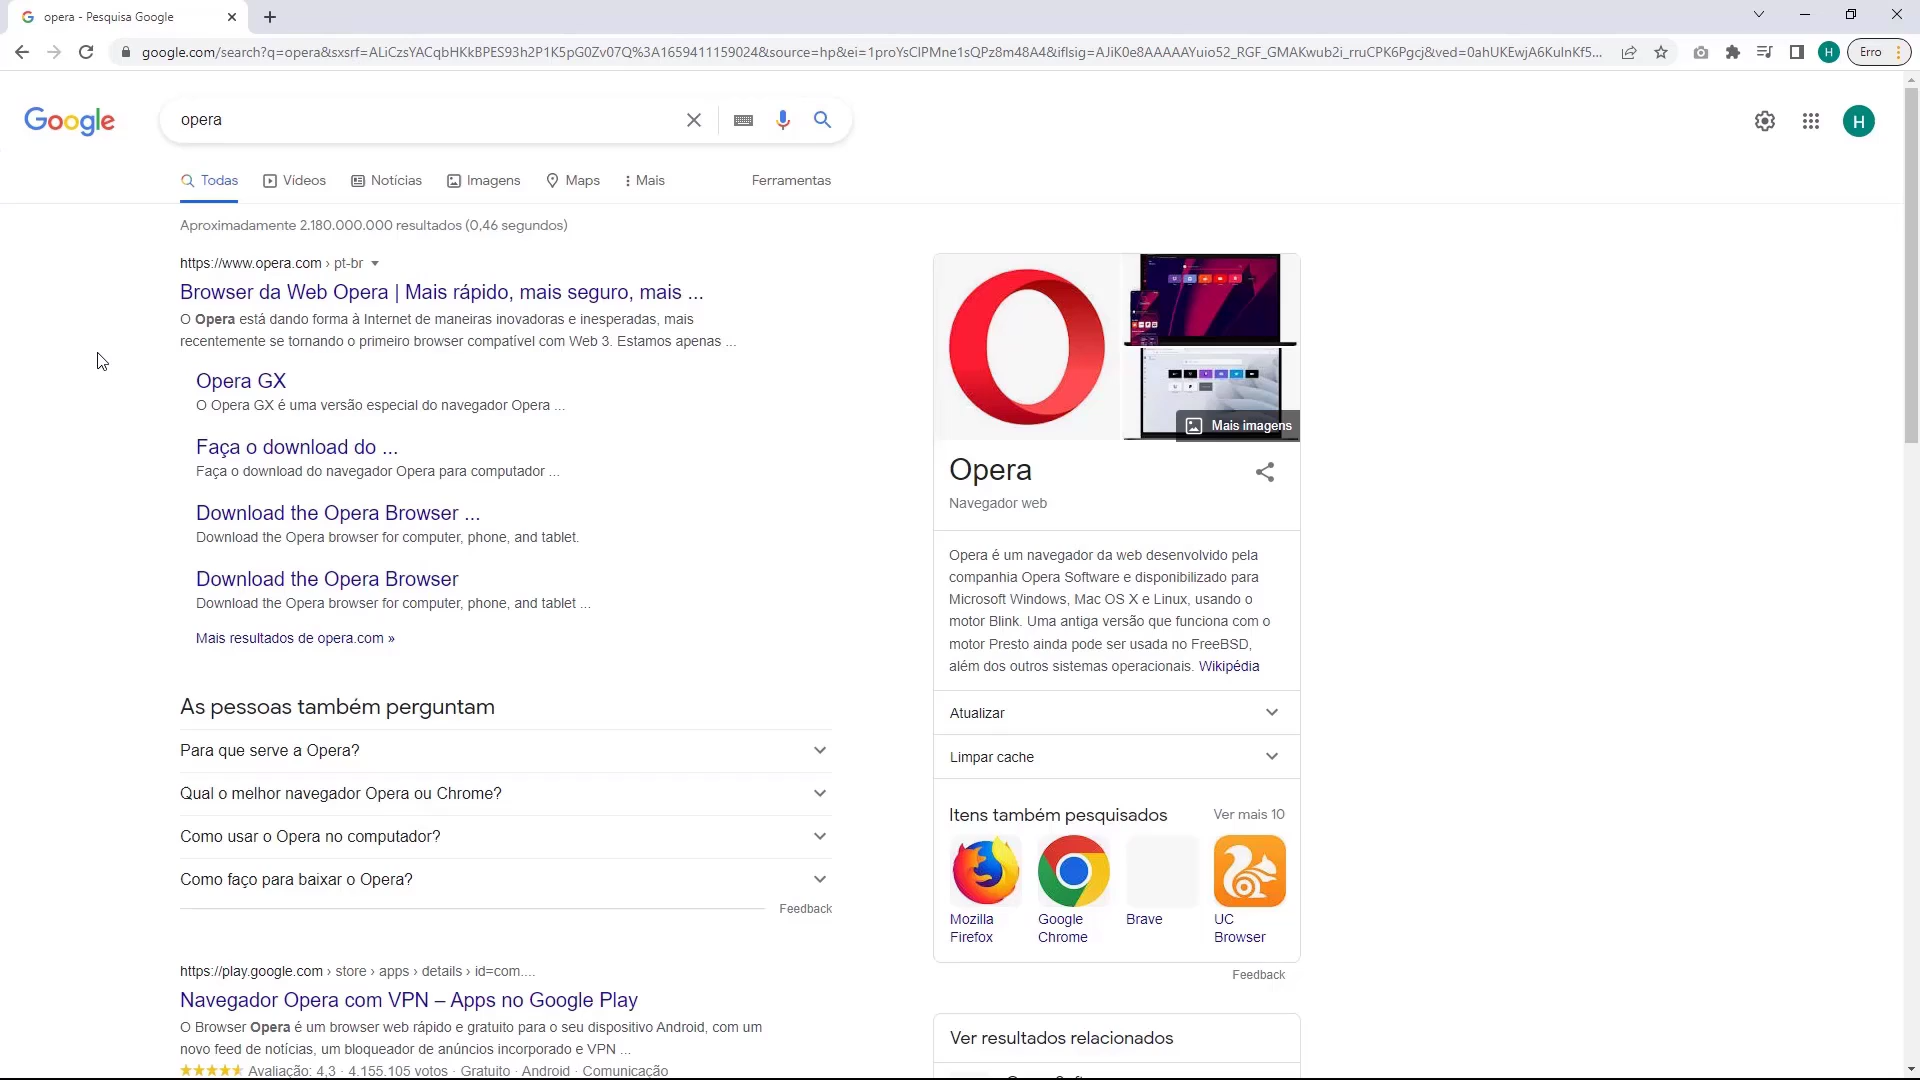 opera - Pesquisa Google
google.com/search?q=opera&sxsrf=ALiCzsYACqbHKkBPES93h2P1K5pG0Zv07Q%3A1659411159024&source=hp&ei=1proYsClPMne1sQPz8m48A4&iflsig=AJiK0e8AAAAAYuio52_RGF_GMAKwub2i_rruCPK6Pgcj&ved=0ahUKEwjA6KulnKf5...
H
Erro
Google
opera
H
Todas
Vídeos
Notícias
Imagens
Maps
Mais
Ferramentas
Aproximadamente 2.180.000.000 resultados (0,46 segundos)
https://www.opera.com › pt-br
Browser da Web Opera | Mais rápido, mais seguro, mais ...
O Opera está dando forma à Internet de maneiras inovadoras e inesperadas, mais
recentemente se tornando o primeiro browser compatível com Web 3. Estamos apenas ...
Opera GX
O Opera GX é uma versão especial do navegador Opera ...
Faça o download do ...
Faça o download do navegador Opera para computador ...
Download the Opera Browser ...
Download the Opera browser for computer, phone, and tablet.
Download the Opera Browser
Download the Opera browser for computer, phone, and tablet ...
Mais resultados de opera.com »
As pessoas também perguntam
Para que serve a Opera?
Qual o melhor navegador Opera ou Chrome?
Como usar o Opera no computador?
Como faço para baixar o Opera?
Feedback
https://play.google.com › store › apps › details › id=com....
Navegador Opera com VPN – Apps no Google Play
O Browser Opera é um browser web rápido e gratuito para o seu dispositivo Android, com um
novo feed de notícias, um bloqueador de anúncios incorporado e VPN ...
Avaliação: 4,3 · 4.155.105 votos · Gratuito · Android · Comunicação
Mais imagens
Opera
Navegador web
Opera é um navegador da web desenvolvido pela
companhia Opera Software e disponibilizado para
Microsoft Windows, Mac OS X e Linux, usando o
motor Blink. Uma antiga versão que funciona com o
motor Presto ainda pode ser usada no FreeBSD,
além dos outros sistemas operacionais. Wikipédia
Atualizar
Limpar cache
Itens também pesquisados
Ver mais 10
Mozilla
Firefox
Google
Chrome
Brave
UC
Browser
Feedback
Ver resultados relacionados